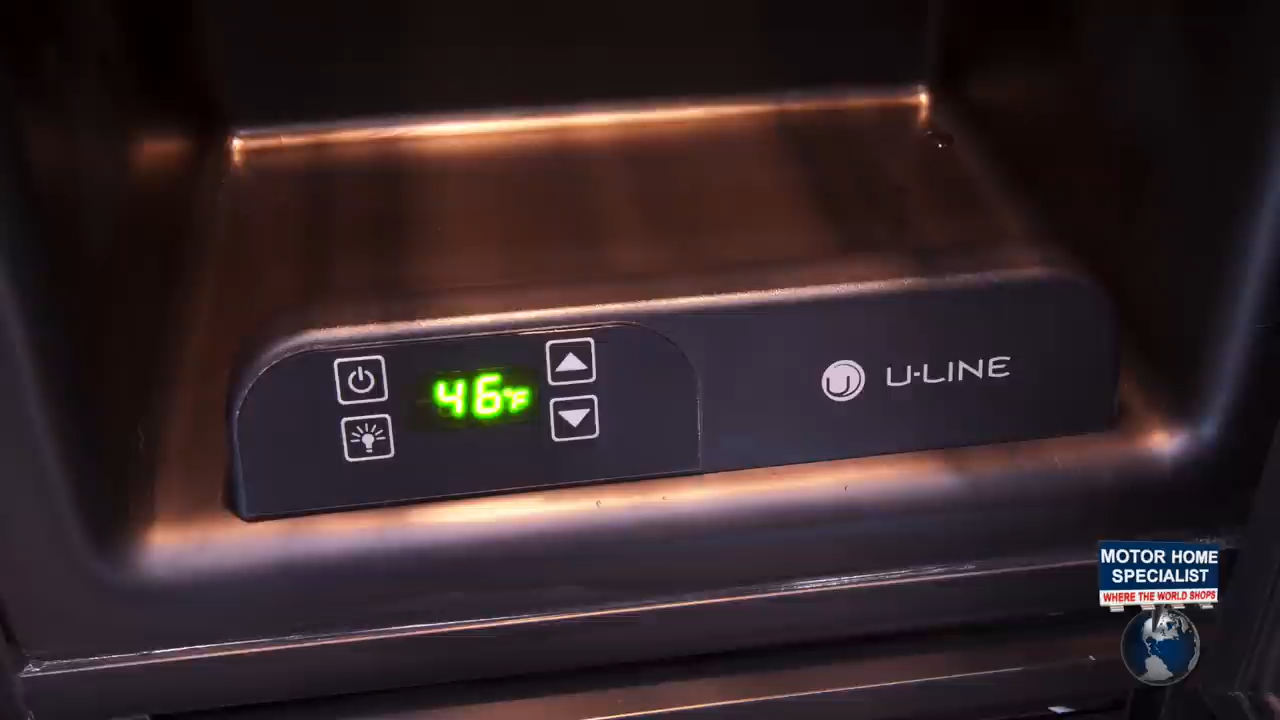 46°F
U-LINE
MOTOR HOME
SPECIALIST
WHERE THE WORLD SHOPS